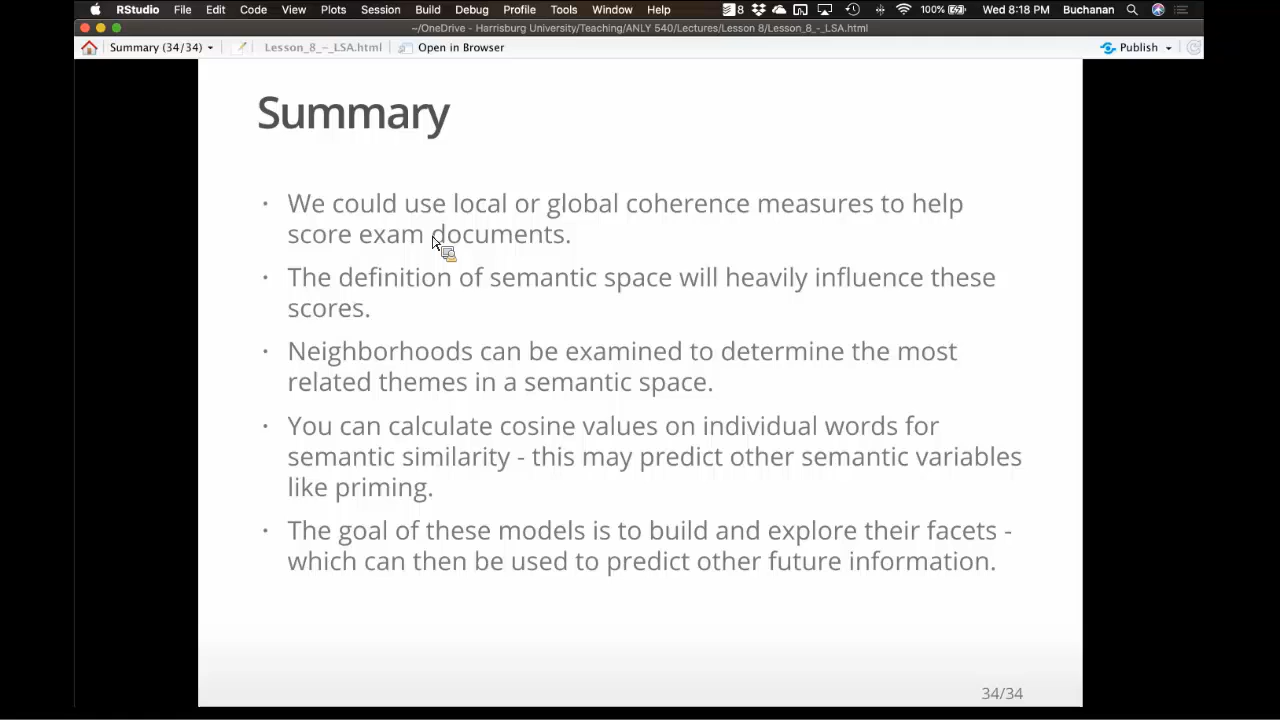 RStudio File Edit Code View Plots Session Build Debug Profile Tools Window Help 8 100% Wed 8:18 PM Buchanan
~/OneDrive - Harrisburg University/Teaching/ANLY 540/Lectures/Lesson 8/Lesson_8_-_LSA.html
Summary (34/34) Lesson_8_-_LSA.html Open in Browser Publish
Summary
· We could use local or global coherence measures to help
score exam documents.
· The definition of semantic space will heavily influence these
scores.
· Neighborhoods can be examined to determine the most
related themes in a semantic space.
· You can calculate cosine values on individual words for
semantic similarity - this may predict other semantic variables
like priming.
· The goal of these models is to build and explore their facets -
which can then be used to predict other future information.
34/34